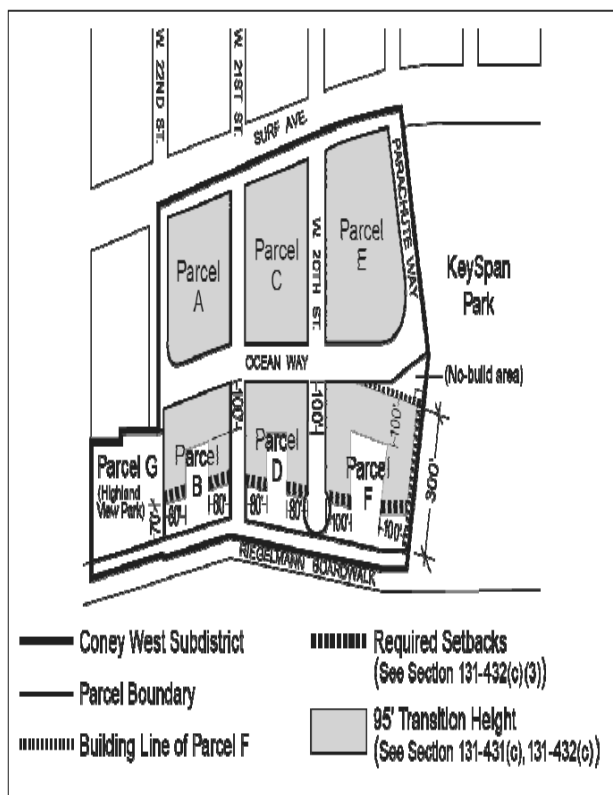 W. 22ND ST.
W. 21ST ST.
SURF AVE.
PARACHUTE WAY
Parcel
A
Parcel
C
W. 20TH ST.
Parcel
E
KeySpan
Park
OCEAN WAY
(No-build area)
100'
100'
100'
Parcel
B
Parcel
D
Parcel
F
300'
Parcel G
(Highland
View Park)
70'
80'
80'
80'
80'
100'
100'
RIEGELMANN BOARDWALK
Coney West Subdistrict
Parcel Boundary
Building Line of Parcel F
Required Setbacks
(See Section 131-432(c)(3))
95' Transition Height
(See Section 131-431(c), 131-432(c))